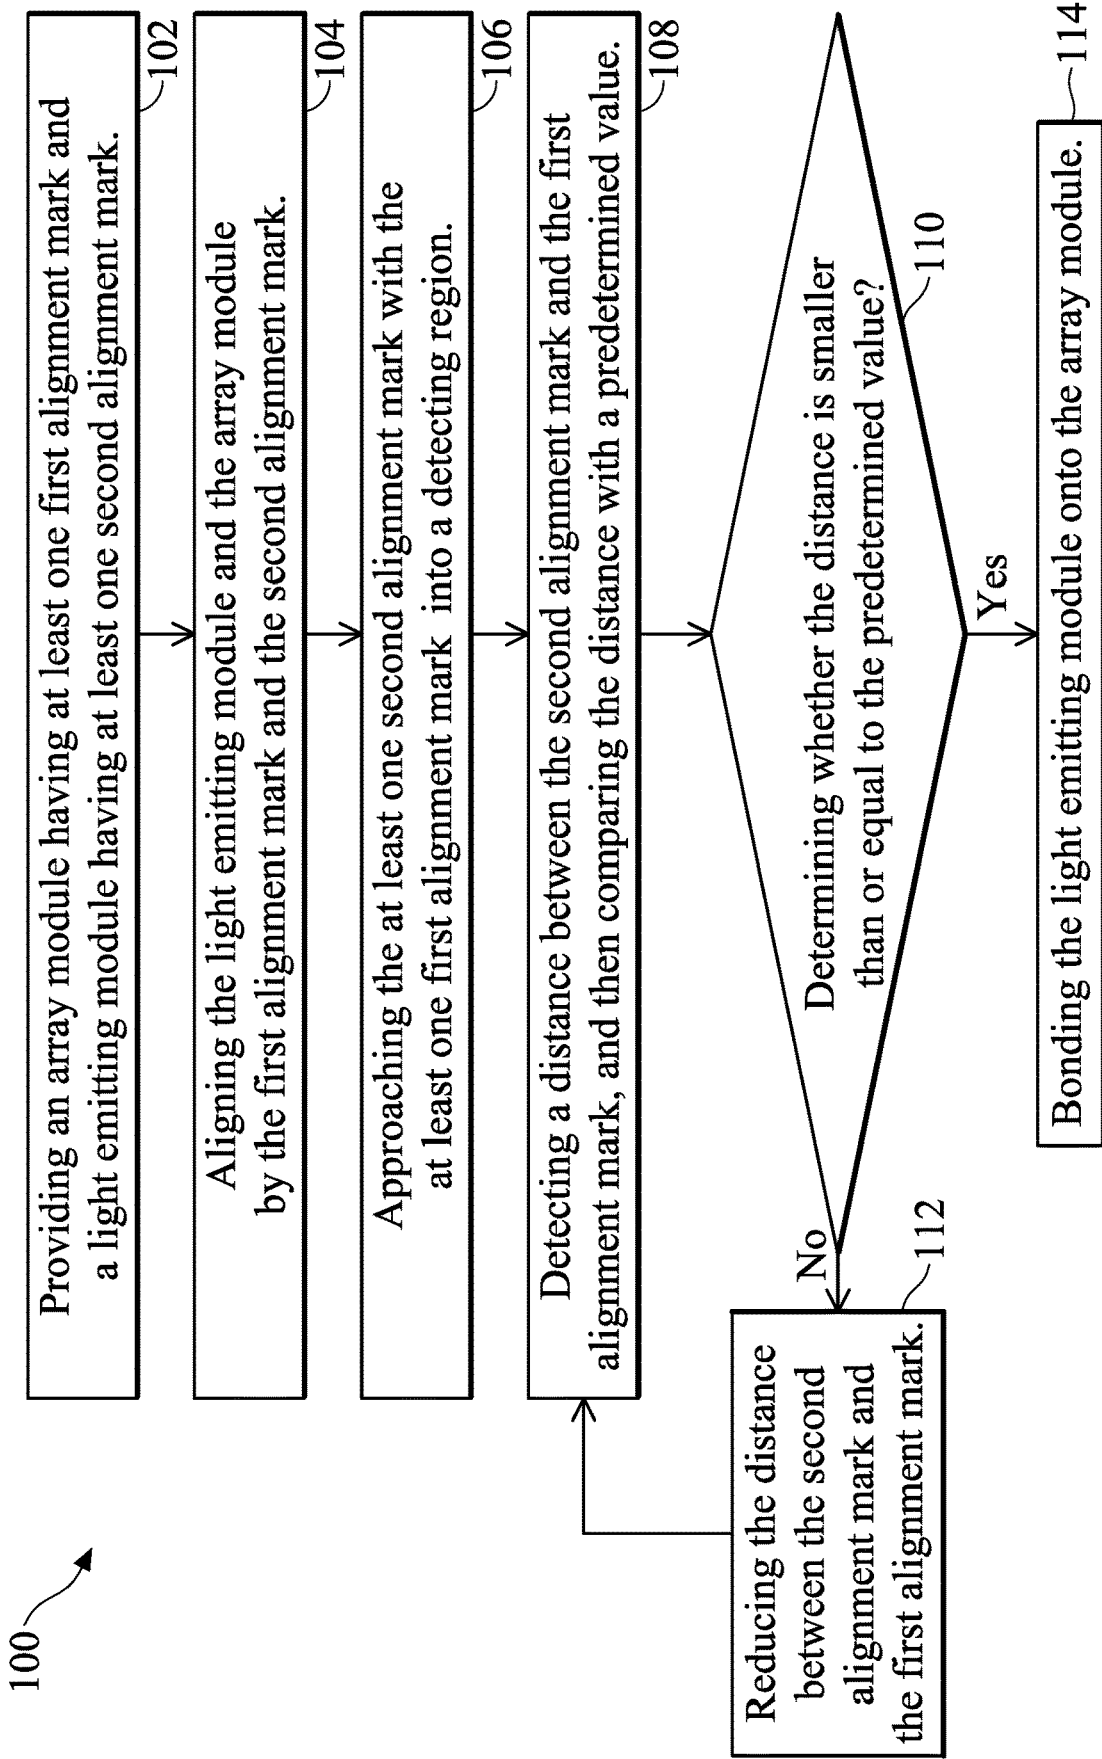 100
Providing an array module having at least one first alignment mark and
a light emitting module having at least one second alignment mark.
102
Aligning the light emitting module and the array module
by the first alignment mark and the second alignment mark.
104
Approaching the at least one second alignment mark with the
at least one first alignment mark into a detecting region.
106
Detecting a distance between the second alignment mark and the first
alignment mark, and then comparing the distance with a predetermined value.
108
Determining whether the distance is smaller
than or equal to the predetermined value?
110
No
Reducing the distance
between the second
alignment mark and
the first alignment mark.
112
Yes
Bonding the light emitting module onto the array module.
114